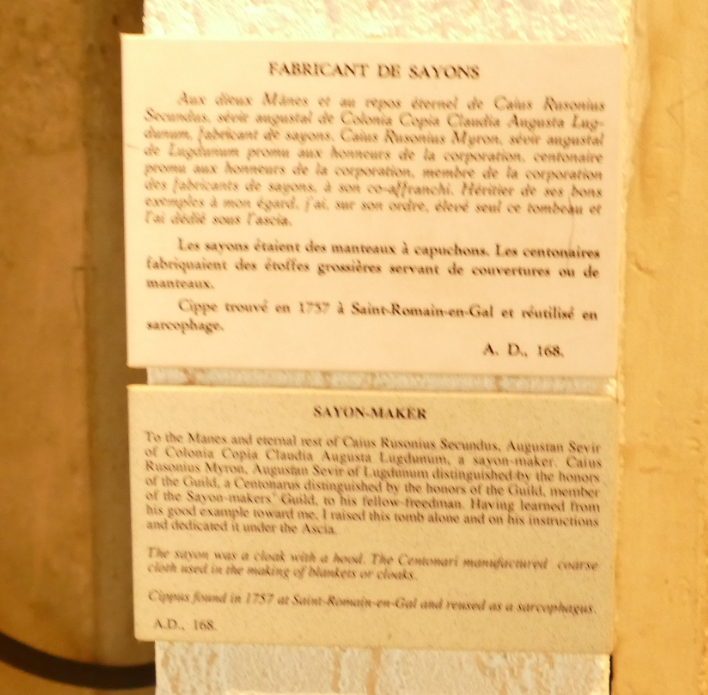 FABRICANT DE SAYONS
Aux dieux Mânes et au repos éternel de Caius Rusonius
Secundus, sévir augustal de Colonia Copia Claudia Augusta Lug-
dunum, fabricant de sayons. Caius Rusonius Myron, sévir augustal
de Lugdunum promu aux honneurs de la corporation, centonaire
promu aux honneurs de la corporation, membre de la corporation
des fabricants de sayons, à son co-affranchi. Héritier de ses bons
exemples à mon égard, j'ai, sur son ordre, élevé seul ce tombeau et
l'ai dédié sous l'ascia.
Les sayons étaient des manteaux à capuchons. Les centonaires
fabriquaient des étoffes grossières servant de couvertures ou de
manteaux.
Cippe trouvé en 1757 à Saint-Romain-en-Gal et réutilisé en
sarcophage.
A. D., 168.
SAYON-MAKER
To the Manes and eternal rest of Caius Rusonius Secundus, Augustan Sevir
of Colonia Copia Claudia Augusta Lugdunum, a sayon-maker. Caius
Rusonius Myron, Augustan Sevir of Lugdunum distinguished by the honors
of the Guild, a Centonarus distinguished by the honors of the Guild, member
of the Sayon-makers' Guild, to his fellow-freedman. Having learned from
his good example toward me, I raised this tomb alone and on his instructions
and dedicated it under the Ascia.
The sayon was a cloak with a hood. The Centonari manufactured coarse
cloth used in the making of blankets or cloaks.
Cippus found in 1757 at Saint-Romain-en-Gal and reused as a sarcophagus.
A.D., 168.